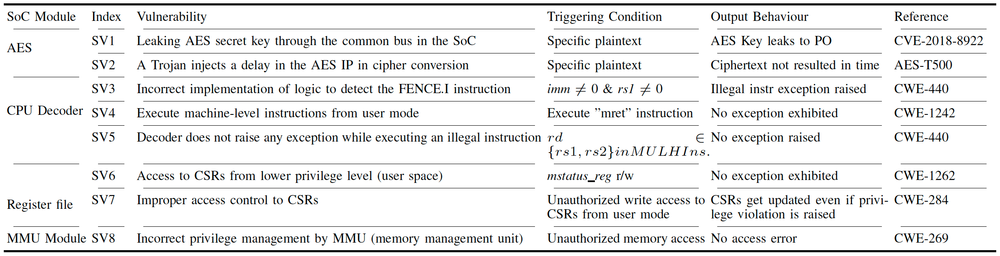 SoC Module Index Vulnerability Triggering Condition Output Behaviour Reference
AES
SV1 Leaking AES secret key through the common bus in the SoC Specific plaintext AES Key leaks to PO CVE-2018-8922
SV2 A Trojan injects a delay in the AES IP in cipher conversion Specific plaintext Ciphertext not resulted in time AES-T500
CPU Decoder
SV3 Incorrect implementation of logic to detect the FENCE.I instruction imm ≠ 0 & rs1 ≠ 0 Illegal instr exception raised CWE-440
SV4 Execute machine-level instructions from user mode Execute ”mret” instruction No exception exhibited CWE-1242
SV5 Decoder does not raise any exception while executing an illegal instruction rd ∈ No exception raised CWE-440
{rs1, rs2}inMULHIns.
Register file
SV6 Access to CSRs from lower privilege level (user space) mstatus_reg r/w No exception exhibited CWE-1262
SV7 Improper access control to CSRs Unauthorized write access to CSRs get updated even if privi- CWE-284
CSRs from user mode lege violation is raised
MMU Module SV8 Incorrect privilege management by MMU (memory management unit) Unauthorized memory access No access error CWE-269